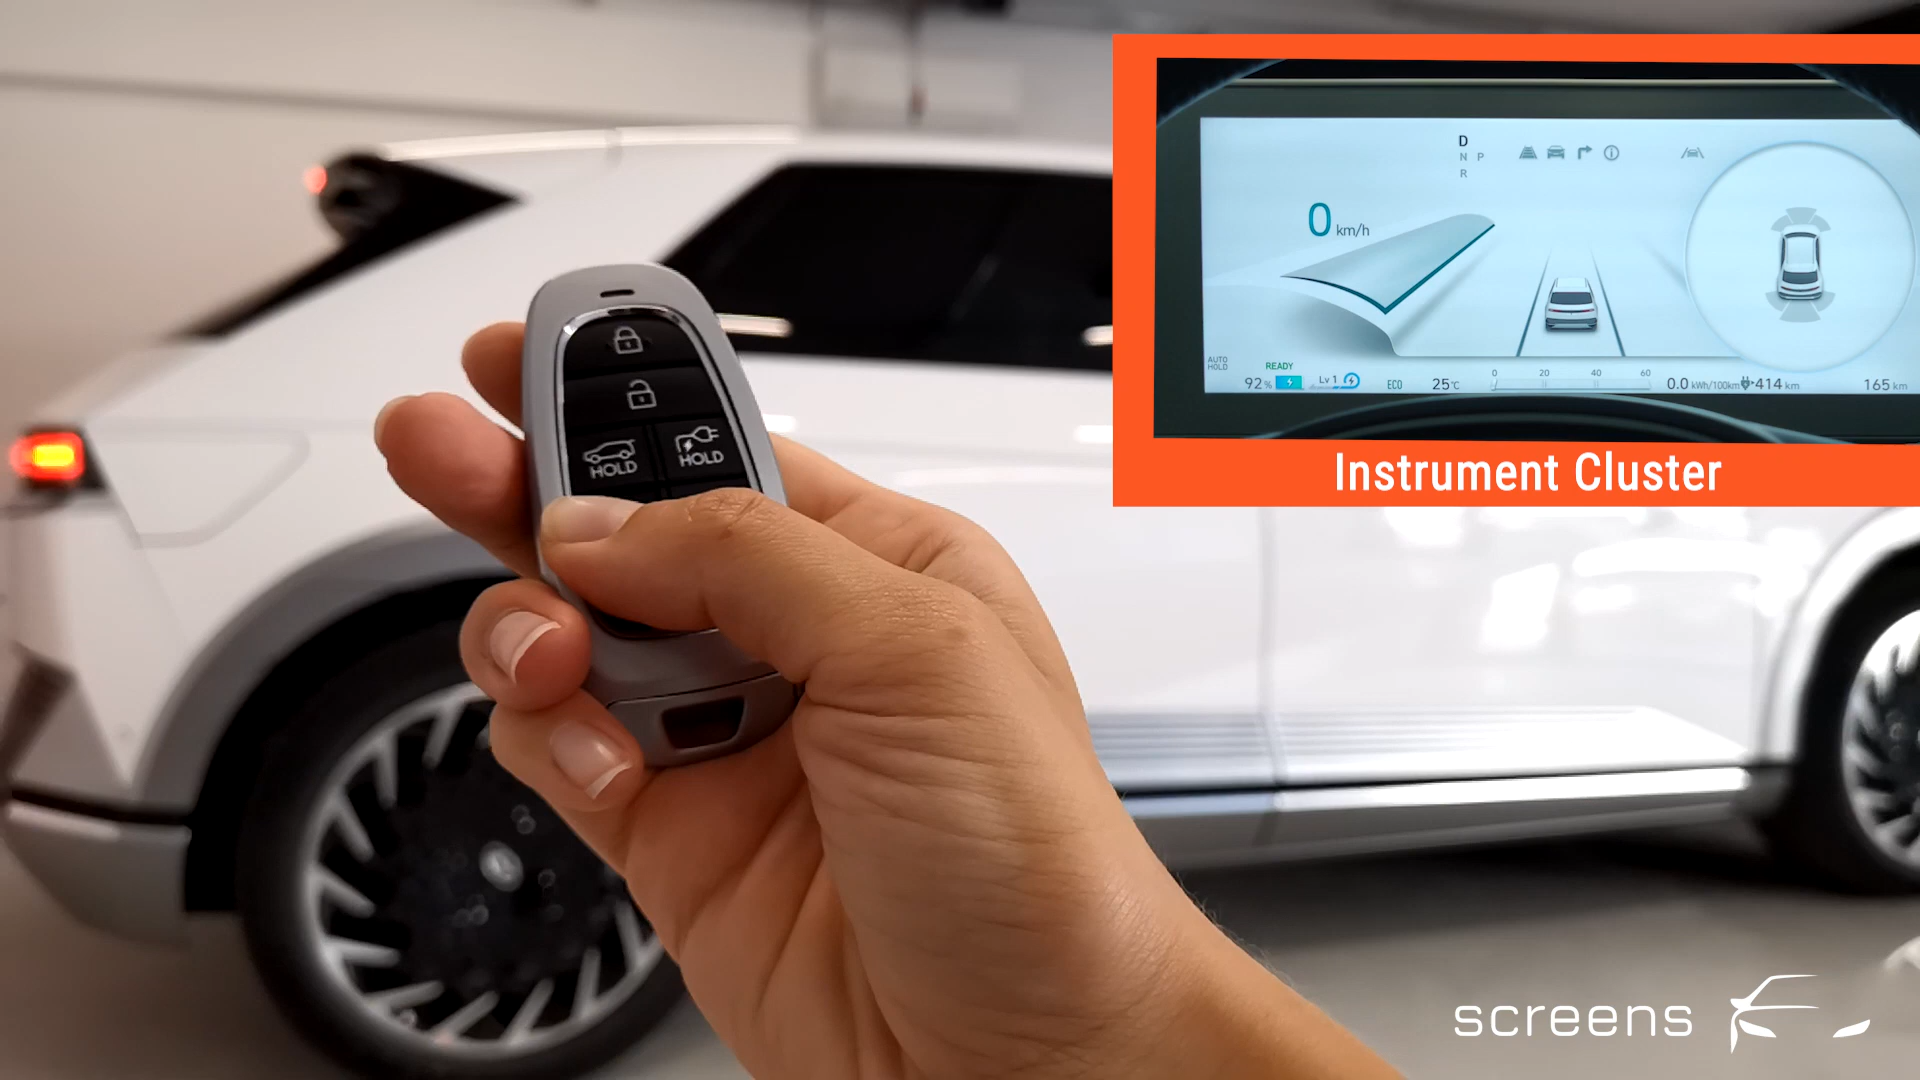 HOLD
HOLD
D
N P
R
0 km/h
AUTO
HOLD
READY
92% Lv 1 ECO 25°C 0 20 40 60 0.0 kWh/100km 414 km 165 km
Instrument Cluster
screens